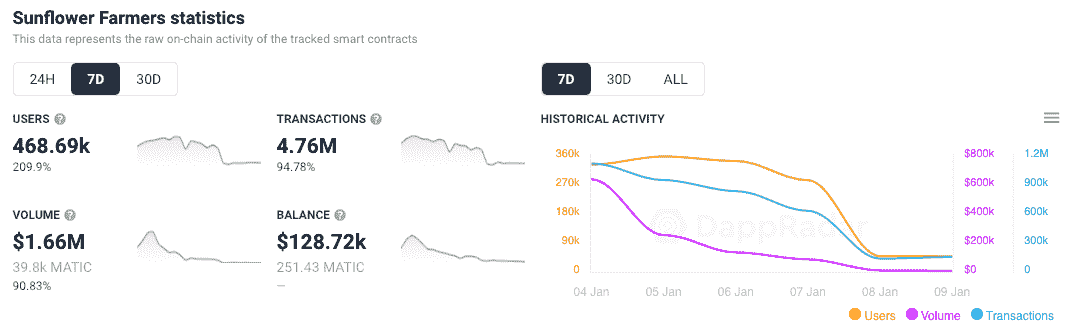 Sunflower Farmers statistics
This data represents the raw on-chain activity of the tracked smart contracts
24H 7D 30D
7D 30D ALL
USERS ?
468.69k
209.9%
TRANSACTIONS ?
4.76M
94.78%
VOLUME ?
$1.66M
39.8k MATIC
90.83%
BALANCE ?
$128.72k
251.43 MATIC
—
HISTORICAL ACTIVITY
360k $800k 1.2M
270k $600k 900k
180k $400k 600k
90k $200k 300k
0 $0 0
DappRadar
04 Jan 05 Jan 06 Jan 07 Jan 08 Jan 09 Jan
Users Volume Transactions